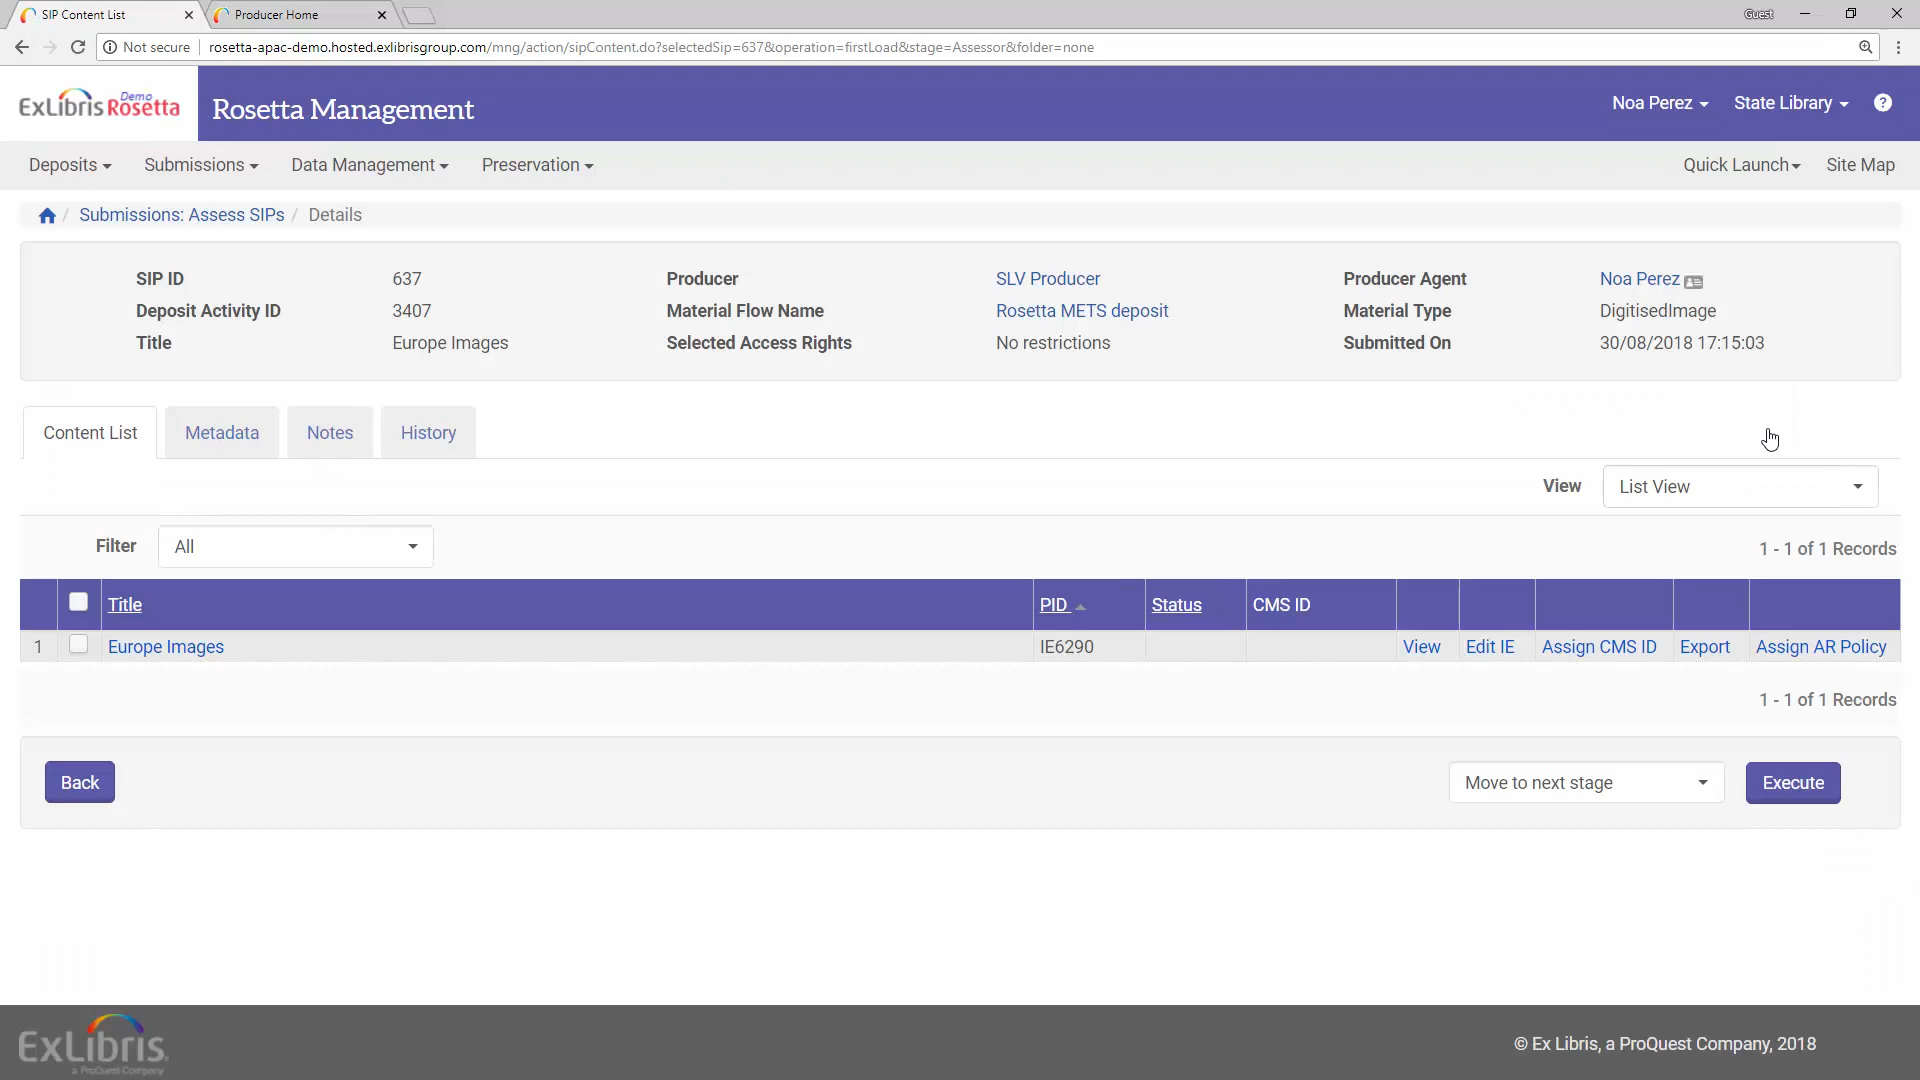 SIP Content List
Producer Home
Guest
Not secure
rosetta-apac-demo.hosted.exlibrisgroup.com/mng/action/sipContent.do?selectedSip=637&operation=firstLoad&stage=Assessor&folder=none
Demo
ExLibris Rosetta
Rosetta Management
Noa Perez
State Library
?
Deposits
Submissions
Data Management
Preservation
Quick Launch
Site Map
/ Submissions: Assess SIPs / Details
SIP ID 637 Producer SLV Producer Producer Agent Noa Perez
Deposit Activity ID 3407 Material Flow Name Rosetta METS deposit Material Type DigitisedImage
Title Europe Images Selected Access Rights No restrictions Submitted On 30/08/2018 17:15:03
Content List
Metadata
Notes
History
View List View
Filter All
1 - 1 of 1 Records
Title PID Status CMS ID
1 Europe Images IE6290 View Edit IE Assign CMS ID Export Assign AR Policy
1 - 1 of 1 Records
Back
Move to next stage
Execute
ExLibris
a ProQuest Company
© Ex Libris, a ProQuest Company, 2018